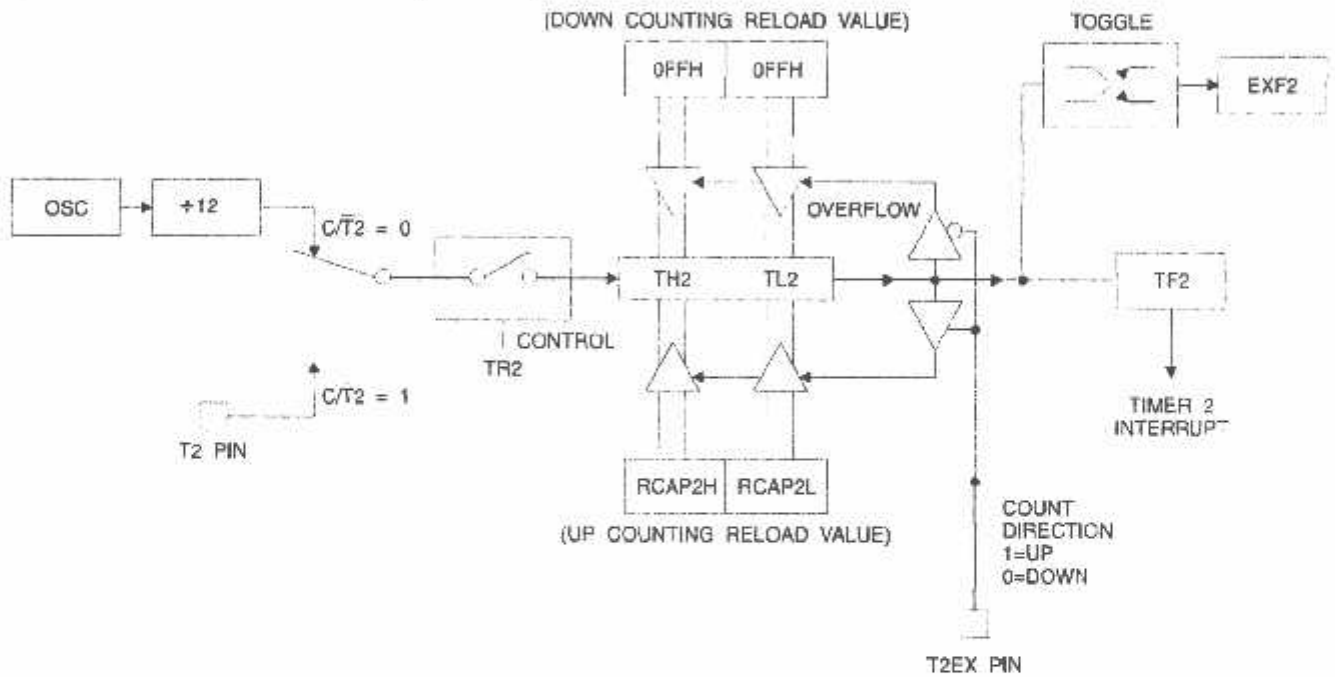 (DOWN COUNTING RELOAD VALUE)
TOGGLE
0FFH 0FFH
EXF2
OSC
÷12
C/T̅2 = 0
OVERFLOW
TH2 TL2
TF2
CONTROL
TR2
C/T2 = 1
T2 PIN
TIMER 2
INTERRUPT
RCAP2H RCAP2L
(UP COUNTING RELOAD VALUE)
COUNT
DIRECTION
1=UP
0=DOWN
T2EX PIN